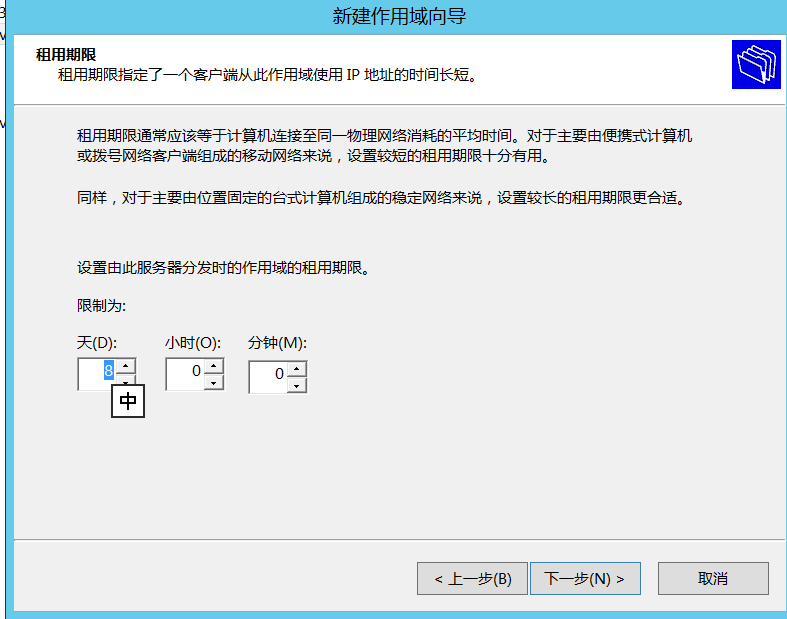 新建作用域向导
租用期限
租用期限指定了一个客户端从此作用域使用 IP 地址的时间长短。
租用期限通常应该等于计算机连接至同一物理网络消耗的平均时间。对于主要由便携式计算机
或拨号网络客户端组成的移动网络来说，设置较短的租用期限十分有用。
同样，对于主要由位置固定的台式计算机组成的稳定网络来说，设置较长的租用期限更合适。
设置由此服务器分发时的作用域的租用期限。
限制为:
天(D): 小时(O): 分钟(M):
8 0 0
中
< 上一步(B) 下一步(N) > 取消